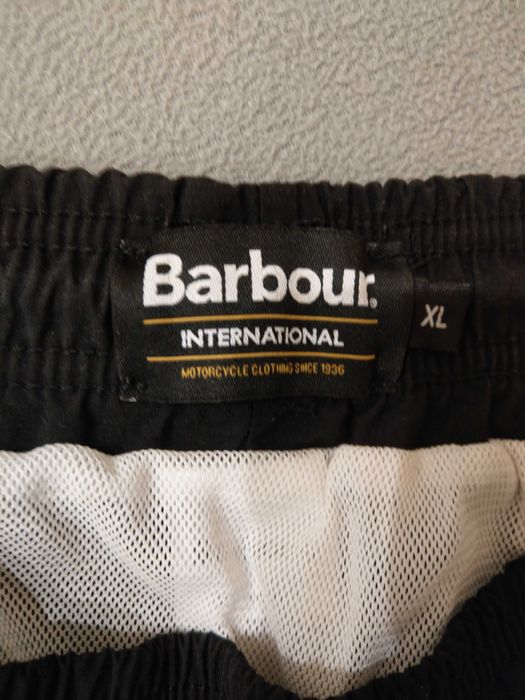 Barbour.
INTERNATIONAL
MOTORCYCLE CLOTHING SINCE 1936
XL